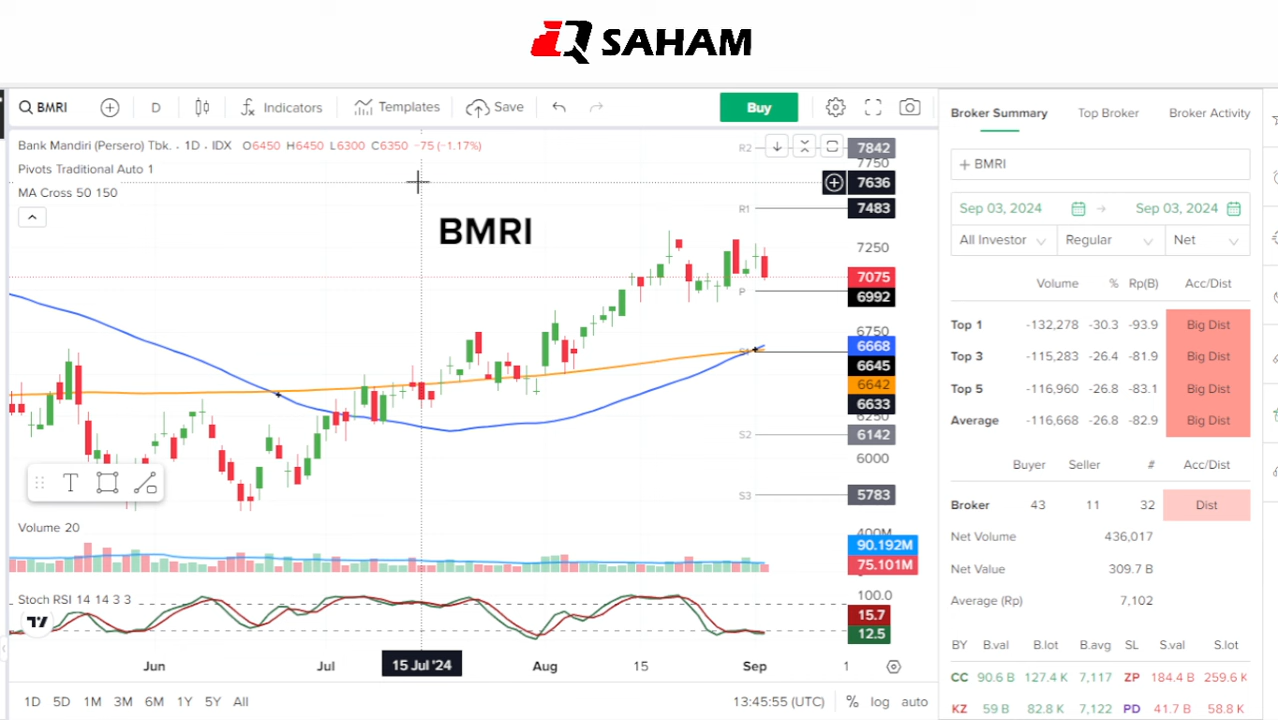 iQ SAHAM
BMRI D Indicators Templates Save Buy
Bank Mandiri (Persero) Tbk. · 1D · IDX O6450 H6450 L6300 C6350 −75 (−1.17%)
Pivots Traditional Auto 1
MA Cross 50 150
BMRI
R2 7842
7750
7636
R1 7483
7250
7075
P 6992
6750
6668
6645
6642
6633
6250
S2 6142
6000
S3 5783
T
Volume 20
400M
90.192M
75.101M
Stoch RSI 14 14 3 3
100.0
15.7
12.5
Jun Jul 15 Jul '24 Aug 15 Sep 1
1D 5D 1M 3M 6M 1Y 5Y All 13:45:55 (UTC) % log auto
Broker Summary Top Broker Broker Activity
+ BMRI
Sep 03, 2024 → Sep 03, 2024
All Investor Regular Net
Volume % Rp(B) Acc/Dist
Top 1 -132,278 -30.3 -93.9 Big Dist
Top 3 -115,283 -26.4 -81.9 Big Dist
Top 5 -116,960 -26.8 -83.1 Big Dist
Average -116,668 -26.8 -82.9 Big Dist
Buyer Seller # Acc/Dist
Broker 43 11 32 Dist
Net Volume 436,017
Net Value 309.7 B
Average (Rp) 7,102
BY B.val B.lot B.avg SL S.val S.lot
CC 90.6 B 127.4 K 7,117 ZP 184.4 B 259.6 K
KZ 59 B 82.8 K 7,122 PD 41.7 B 58.8 K